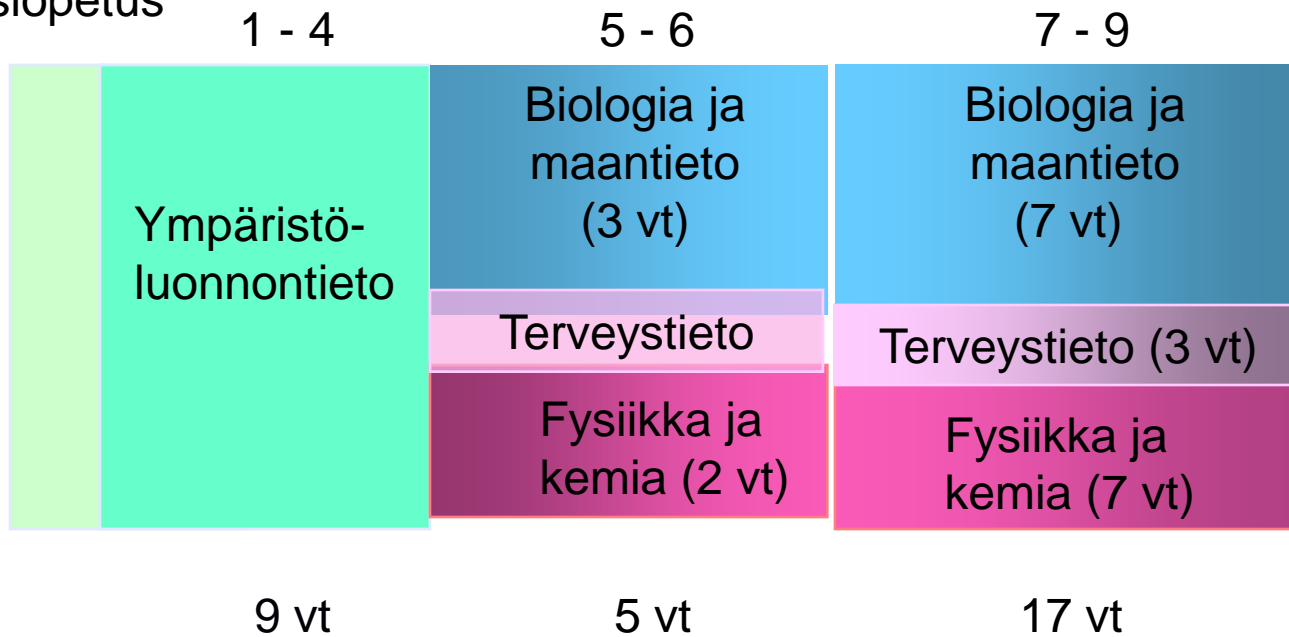 1 - 4
5 - 6
7 - 9
Ympäristö-
luonnontieto
Biologia ja
maantieto
(3 vt)
Terveystieto
Fysiikka ja
kemia (2 vt)
Biologia ja
maantieto
(7 vt)
Terveystieto (3 vt)
Fysiikka ja
kemia (7 vt)
9 vt
5 vt
17 vt